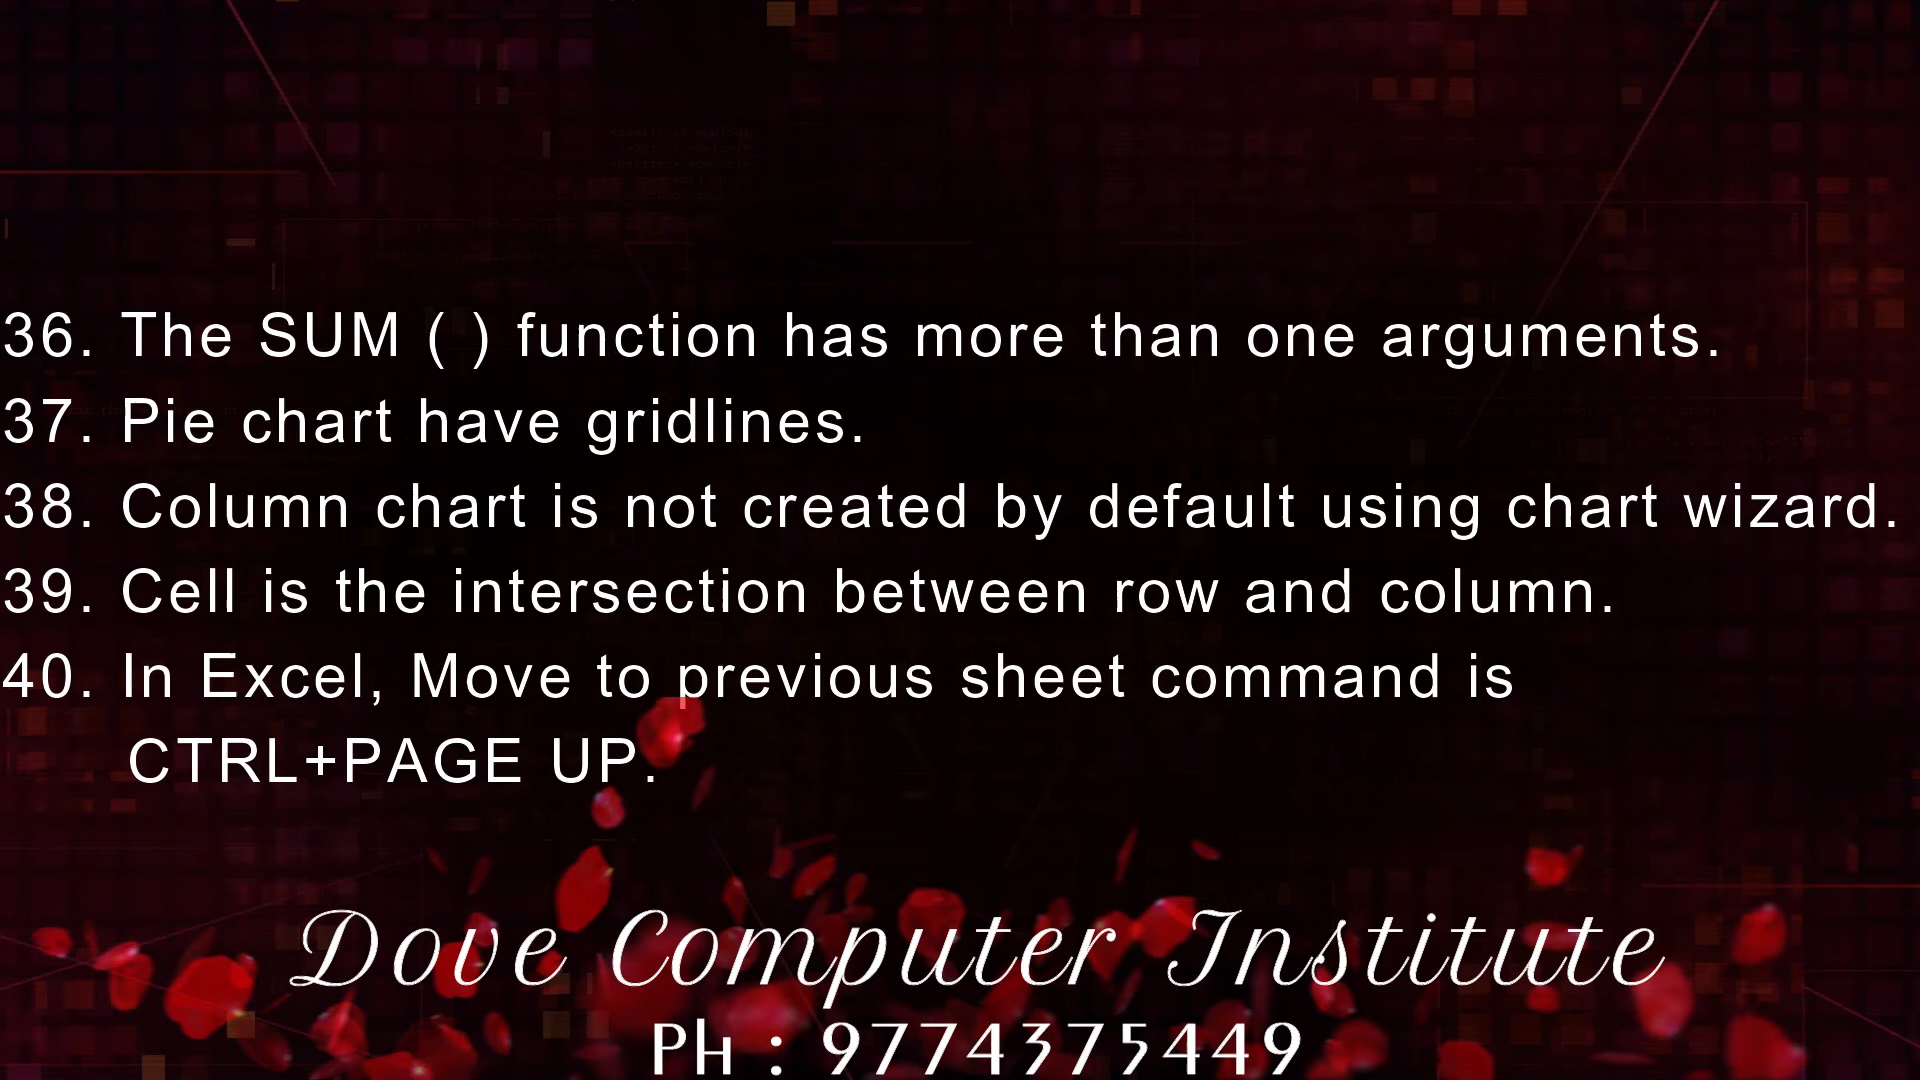 36. The SUM ( ) function has more than one arguments.
37. Pie chart have gridlines.
38. Column chart is not created by default using chart wizard.
39. Cell is the intersection between row and column.
40. In Excel, Move to previous sheet command is
CTRL+PAGE UP.
Dove Computer Institute
Ph : 9774375449